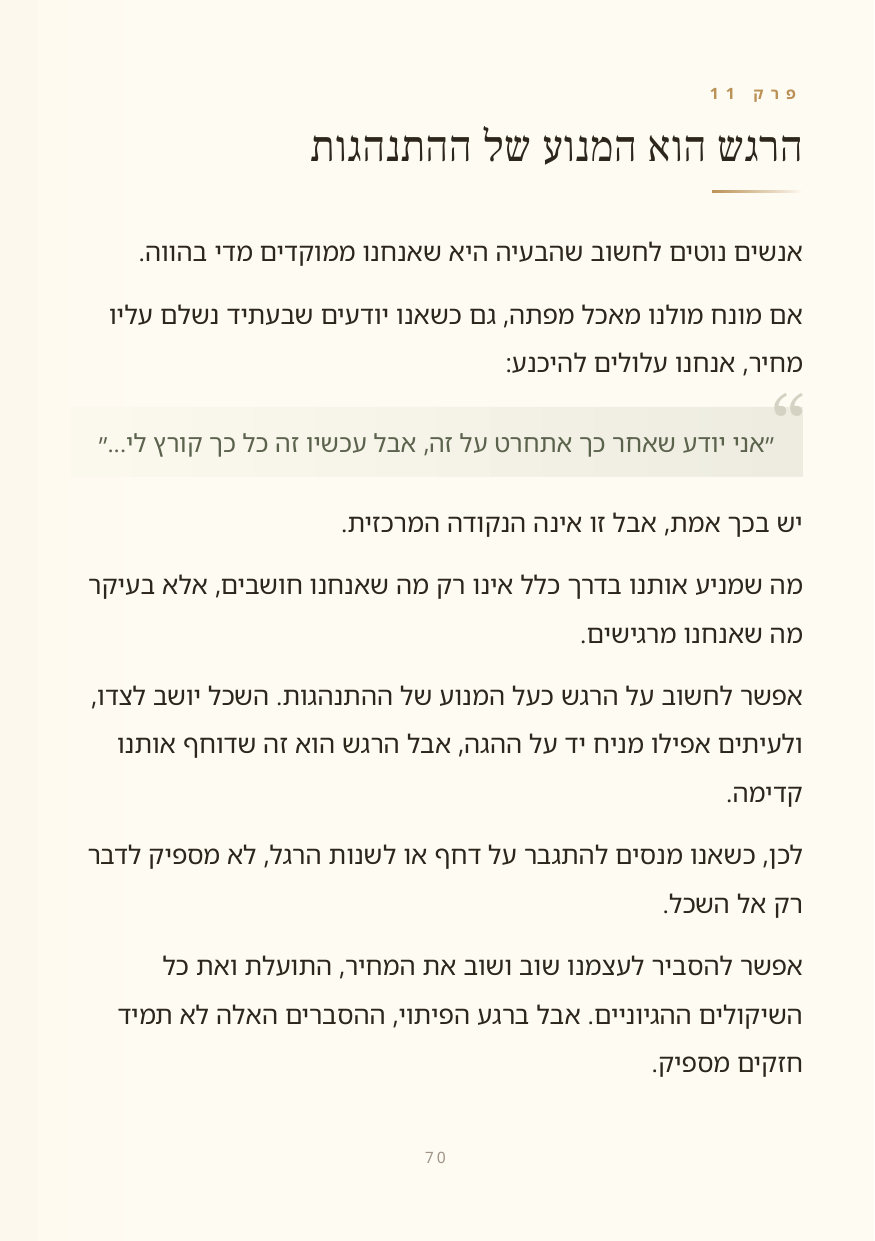 פרק 11
הרגש הוא המנוע של ההתנהגות
אנשים נוטים לחשוב שהבעיה היא שאנחנו ממוקדים מדי בהווה.
אם מונח מולנו מאכל מפתה, גם כשאנו יודעים שבעתיד נשלם עליו
מחיר, אנחנו עלולים להיכנע:
“
״אני יודע שאחר כך אתחרט על זה, אבל עכשיו זה כל כך קורץ לי...״
יש בכך אמת, אבל זו אינה הנקודה המרכזית.
מה שמניע אותנו בדרך כלל אינו רק מה שאנחנו חושבים, אלא בעיקר
מה שאנחנו מרגישים.
אפשר לחשוב על הרגש כעל המנוע של ההתנהגות. השכל יושב לצדו,
ולעיתים אפילו מניח יד על ההגה, אבל הרגש הוא זה שדוחף אותנו
קדימה.
לכן, כשאנו מנסים להתגבר על דחף או לשנות הרגל, לא מספיק לדבר
רק אל השכל.
אפשר להסביר לעצמנו שוב ושוב את המחיר, התועלת ואת כל
השיקולים ההגיוניים. אבל ברגע הפיתוי, ההסברים האלה לא תמיד
חזקים מספיק.
70